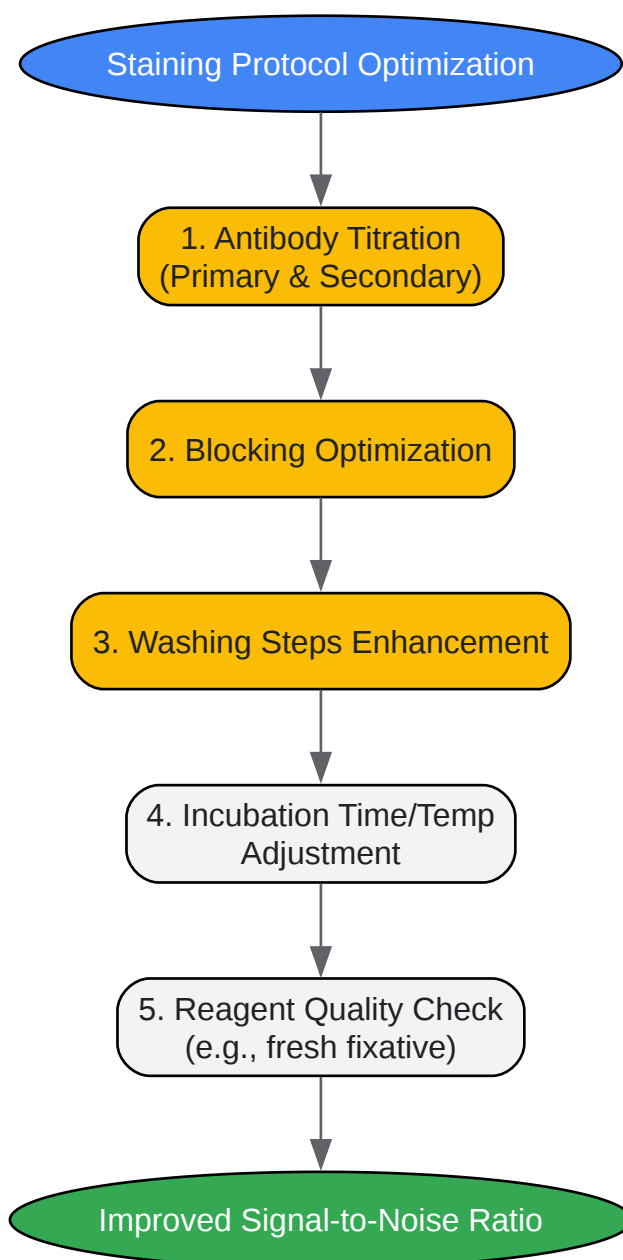 Staining Protocol Optimization
1. Antibody Titration
(Primary & Secondary)
2. Blocking Optimization
3. Washing Steps Enhancement
4. Incubation Time/Temp
Adjustment
5. Reagent Quality Check
(e.g., fresh fixative)
Improved Signal-to-Noise Ratio